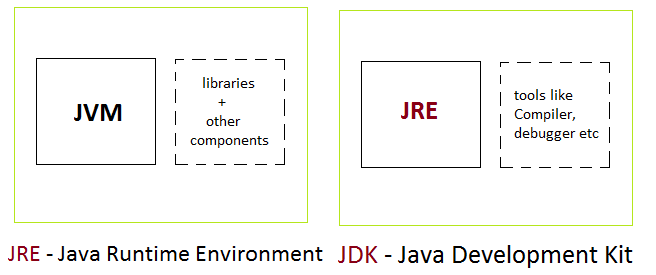 JVM
libraries
+
other
components
JRE - Java Runtime Environment
JRE
tools like
Compiler,
debugger etc
JDK - Java Development Kit